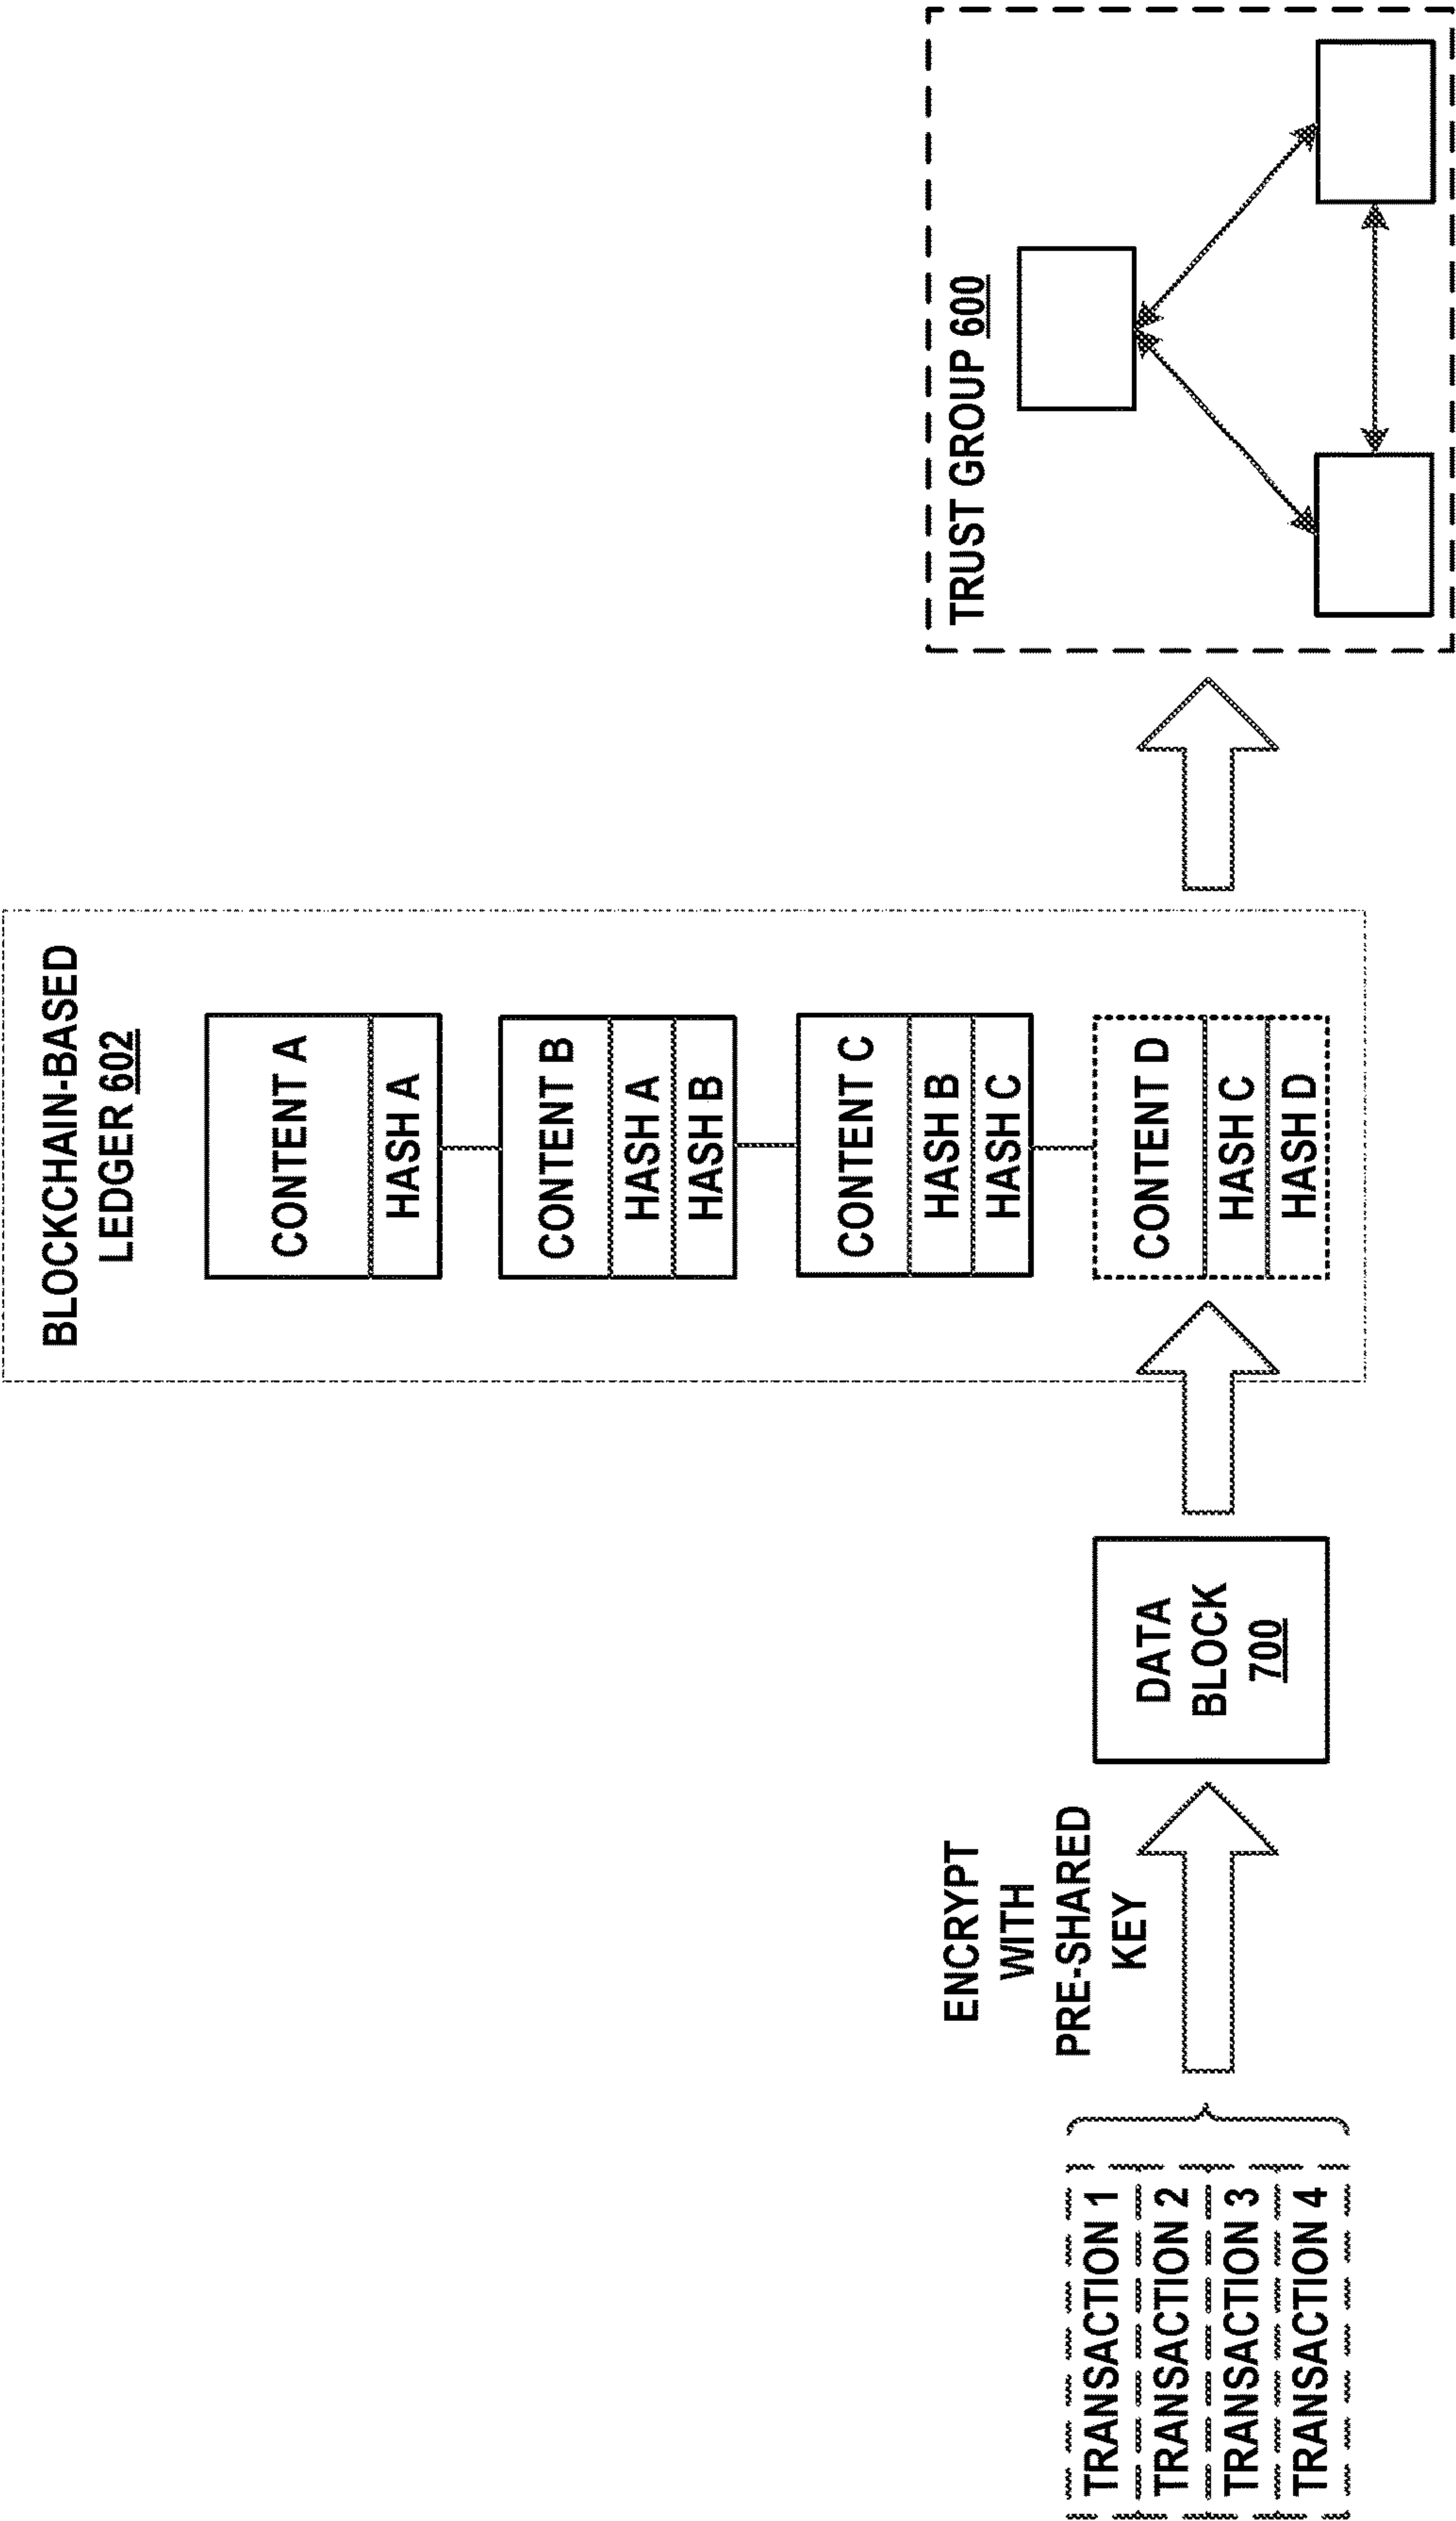 TRANSACTION 1
TRANSACTION 2
TRANSACTION 3
TRANSACTION 4
ENCRYPT
WITH
PRE-SHARED
KEY
DATA
BLOCK
700
BLOCKCHAIN-BASED
LEDGER 602
CONTENT A
HASH A
CONTENT B
HASH A
HASH B
CONTENT C
HASH B
HASH C
CONTENT D
HASH C
HASH D
TRUST GROUP 600